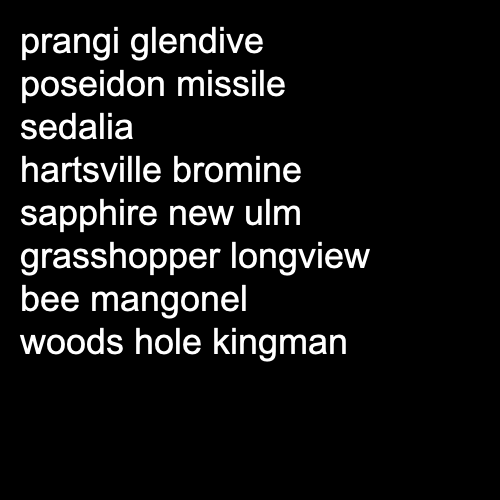 prangi glendive
poseidon missile
sedalia
hartsville bromine
sapphire new ulm
grasshopper longview
bee mangonel
woods hole kingman